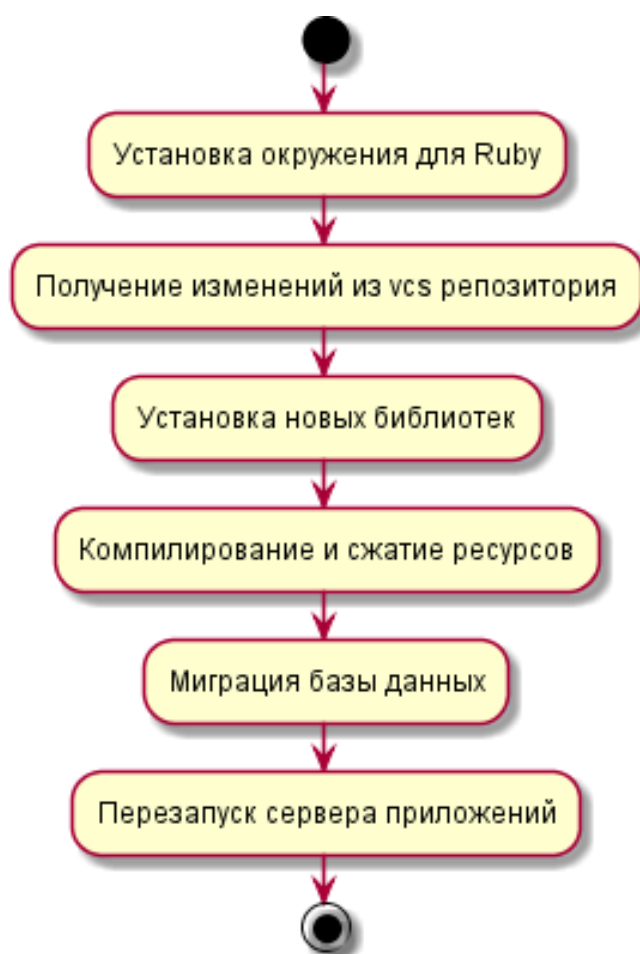 Установка окружения для Ruby
Получение изменений из vcs репозитория
Установка новых библиотек
Компилирование и сжатие ресурсов
Миграция базы данных
Перезапуск сервера приложений